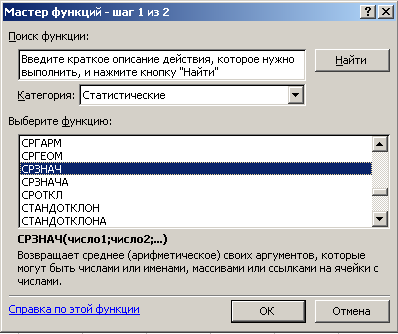 Мастер функций - шаг 1 из 2
Поиск функции:
Введите краткое описание действия, которое нужно
выполнить, и нажмите кнопку "Найти"
Найти
Категория: Статистические
Выберите функцию:
СРГАРМ
СРГЕОМ
СРЗНАЧ
СРЗНАЧА
СРОТКЛ
СТАНДОТКЛОН
СТАНДОТКЛОНА
СРЗНАЧ(число1;число2;...)
Возвращает среднее (арифметическое) своих аргументов, которые
могут быть числами или именами, массивами или ссылками на ячейки с
числами.
Справка по этой функции
ОК
Отмена